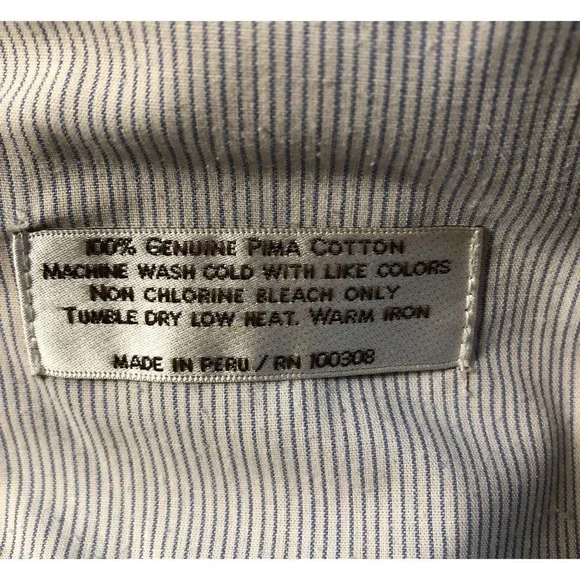 100% GENUINE PIMA COTTON
MACHINE WASH COLD WITH LIKE COLORS
NON CHLORINE BLEACH ONLY
TUMBLE DRY LOW HEAT. WARM IRON
MADE IN PERU / RN 100308